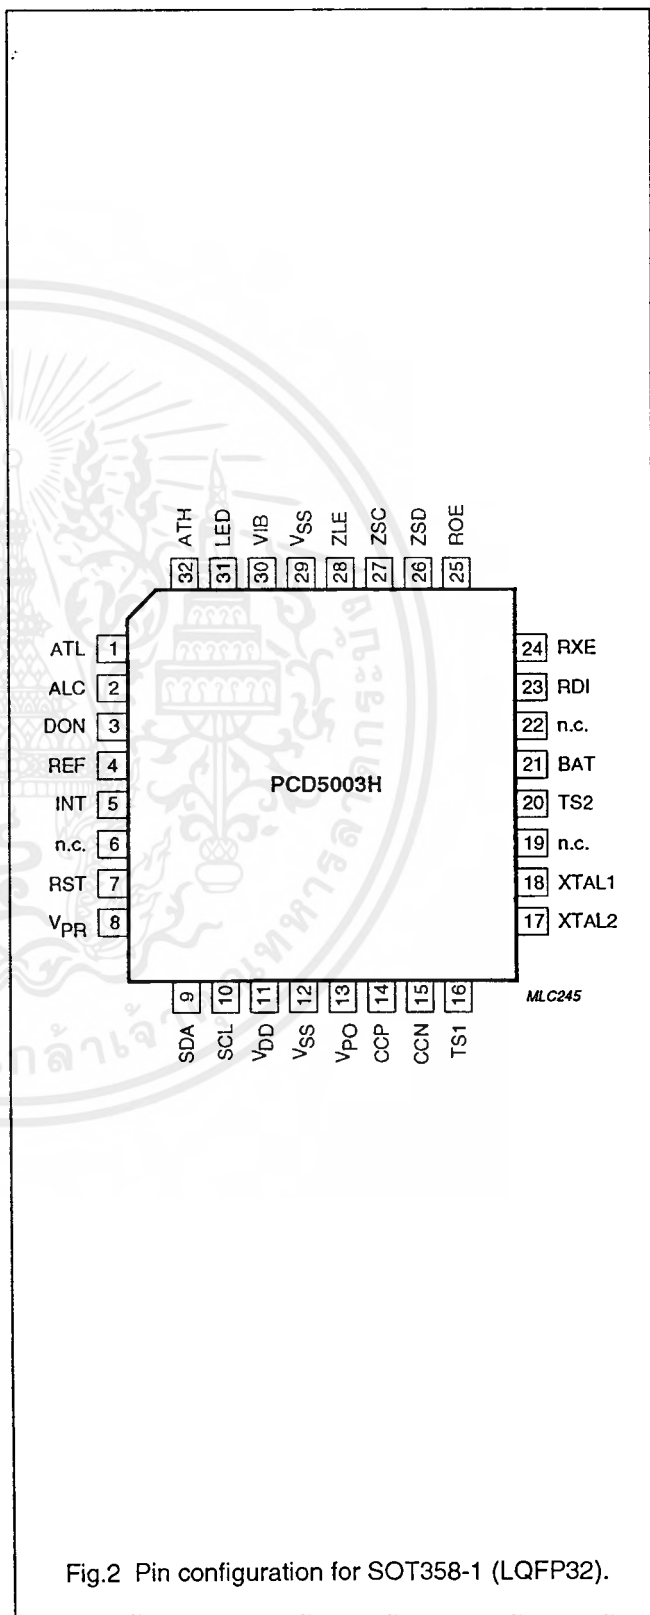 ATH LED VIB VSS ZLE ZSC ZSD ROE
32 31 30 29 28 27 26 25
ATL 1
ALC 2
DON 3
REF 4
INT 5
n.c. 6
RST 7
VPR 8
PCD5003H
24 RXE
23 RDI
22 n.c.
21 BAT
20 TS2
19 n.c.
18 XTAL1
17 XTAL2
9 10 11 12 13 14 15 16
SDA SCL VDD VSS VPO CCP CCN TS1
MLC245
Fig.2 Pin configuration for SOT358-1 (LQFP32).